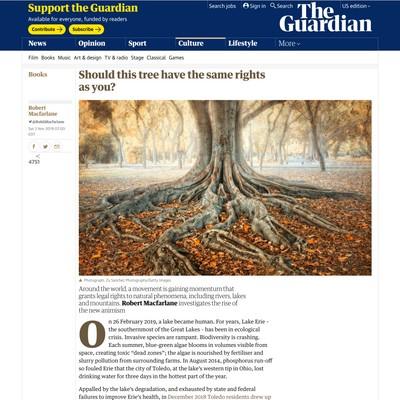 Support the Guardian
Available for everyone, funded by readers
Contribute → Subscribe →
Search jobs Sign in Search US edition
The Guardian
News Opinion Sport Culture Lifestyle More
Film Books Music Art & design TV & radio Stage Classical Games
Books
Should this tree have the same rights
as you?
Robert
Macfarlane
@RobGMacfarlane
Sat 2 Nov 2019
EDT
4753
Photograph: Getty Images
Around the world, a movement is gaining momentum that
grants legal rights to natural phenomena, including rivers, lakes
and mountains. Robert Macfarlane investigates the rise of
the new animism
On 26 February 2019, a lake became human. For years, Lake Erie –
the southernmost of the Great Lakes – has been in ecological
crisis. Invasive species are rampant. Biodiversity is crashing.
Each summer, blue-green algae blooms in volumes visible from
space, creating toxic “dead zones”; the algae is nourished by fertiliser and
slurry pollution from surrounding farms. In August 2014, phosphorus run-off
so fouled Erie that the city of Toledo, at the lake's western tip in Ohio, lost
drinking water for three days in the hottest part of the year.
Appalled by the lake's degradation, and exhausted by state and federal
failures to improve Erie's health, in December 2018 Toledo residents drew up